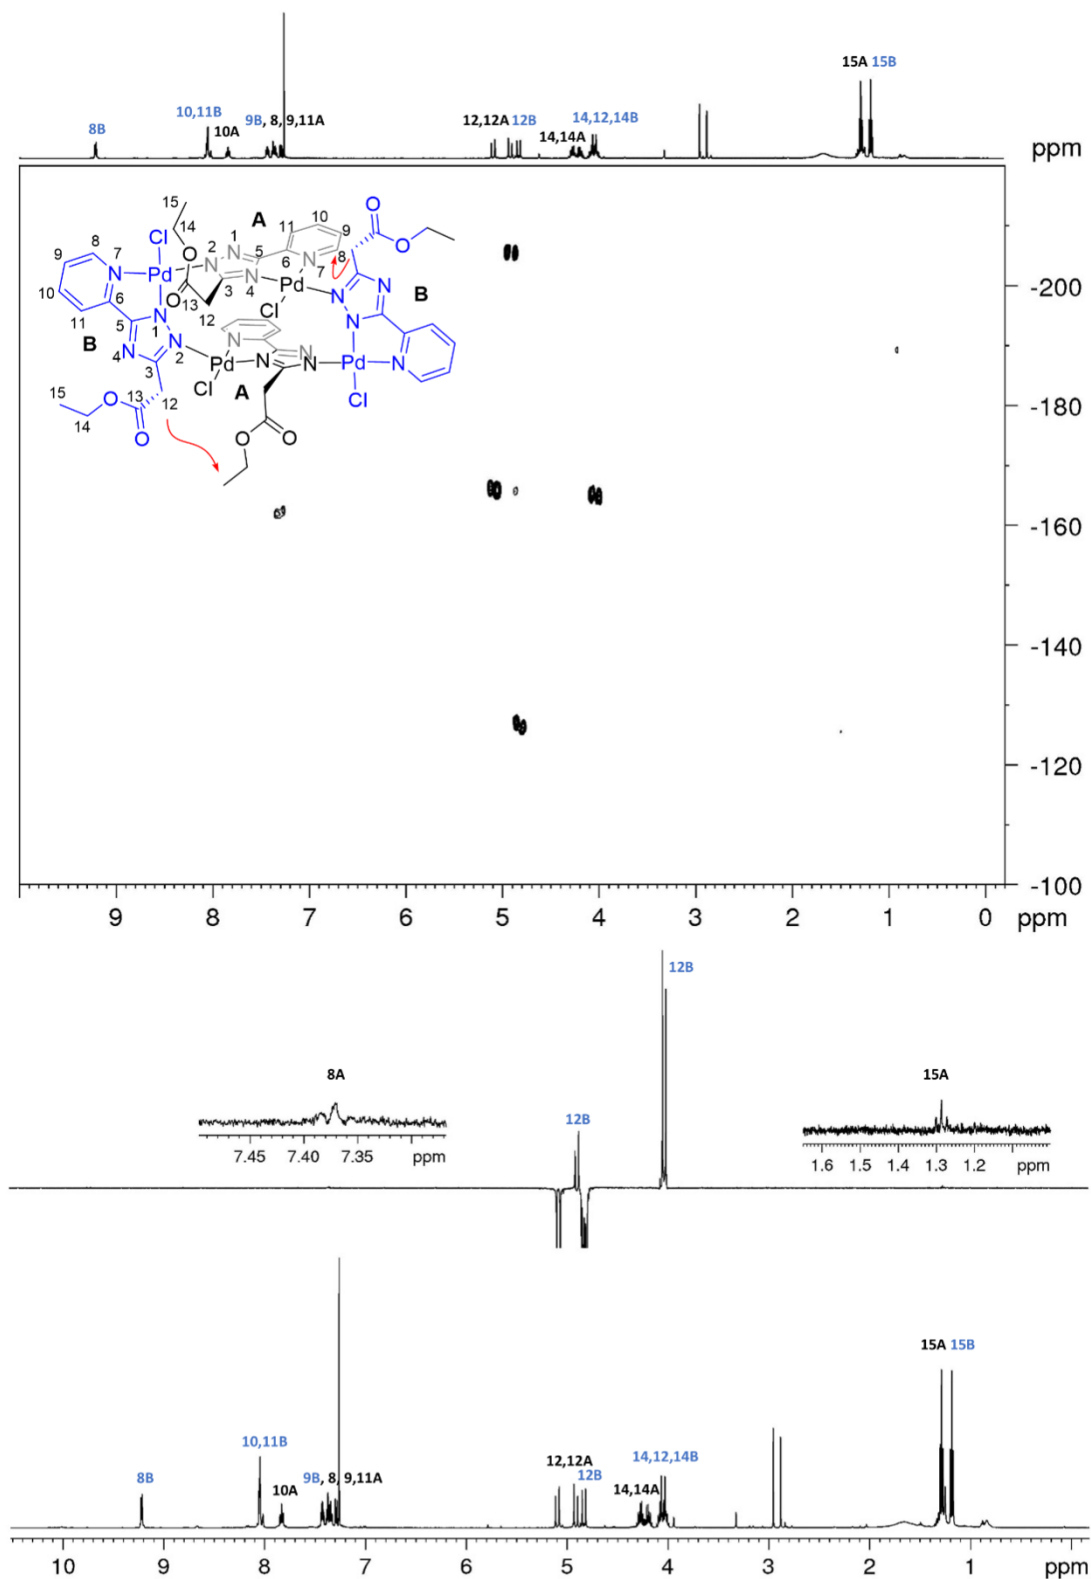 15A 15B
8B
10,11B
10A
9B, 8, 9,11A
12,12A 12B
14,14A
14,12,14B
ppm
15
14
O
Cl
A
10
11
9
8
O
O
8
9
7
N
Pd
2
N
1
N
5
6
N
7
10
6
O
3
N
4
Pd
N
N
B
11
5
N
1
O
13
12
Cl
N
B
N
2
N
4
3
Pd
N
N
N
N
Pd
N
Cl
A
Cl
15
O
13
12
14
O
O
O
-200
-180
-160
-140
-120
-100
9 8 7 6 5 4 3 2 1 0 ppm
12B
8A
15A
12B
7.45 7.40 7.35 ppm
1.6 1.5 1.4 1.3 1.2 ppm
15A 15B
8B
10,11B
10A
9B, 8, 9,11A
12,12A
12B
14,14A
14,12,14B
10 9 8 7 6 5 4 3 2 1 ppm